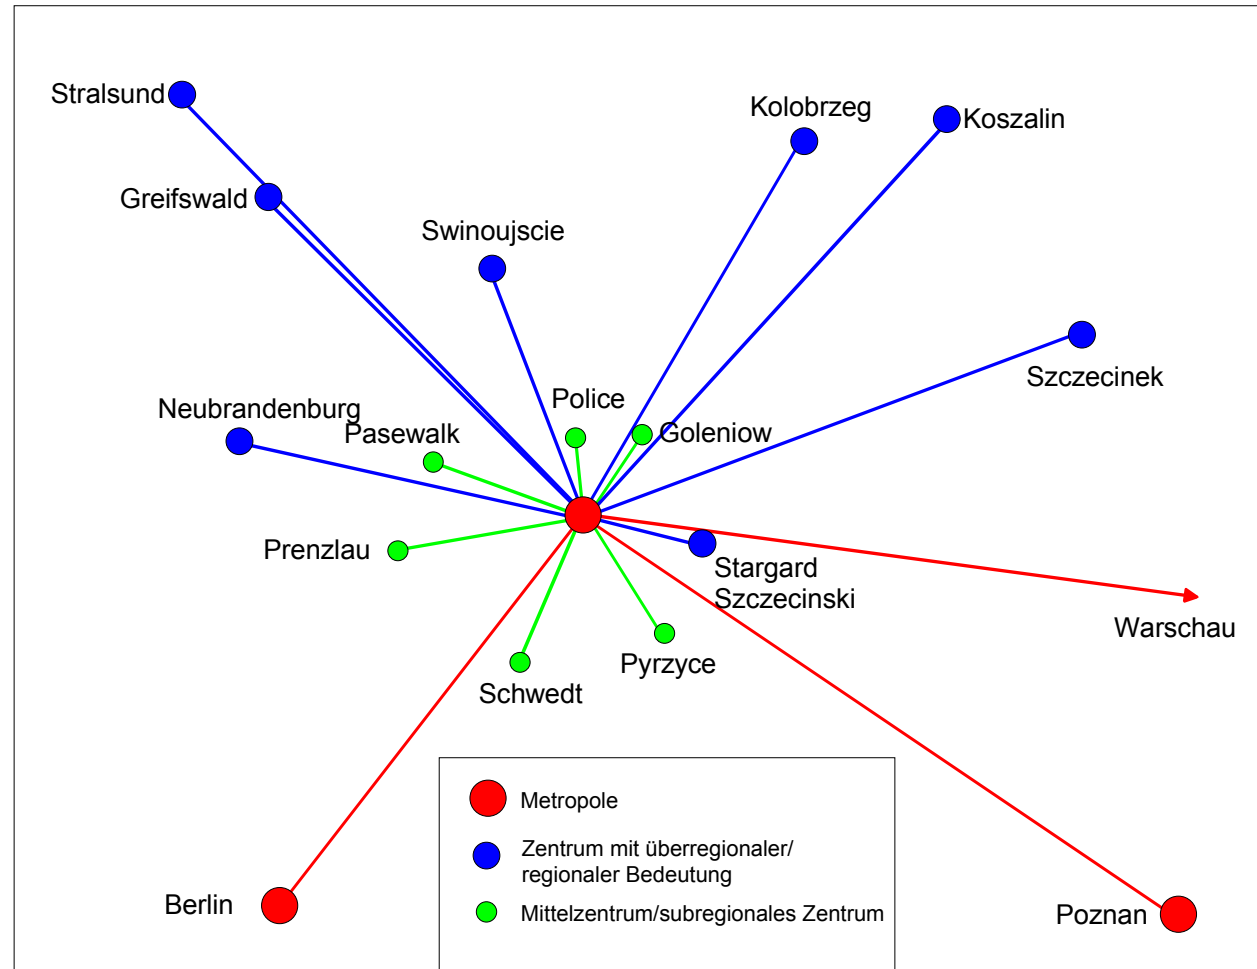 Stralsund
Kolobrzeg
Koszalin
Greifswald
Swinoujscie
Szczecinek
Police
Neubrandenburg
Pasewalk
Goleniow
Prenzlau
Stargard
Szczecinski
Warschau
Pyrzyce
Schwedt
Metropole
Zentrum mit überregionaler/
regionaler Bedeutung
Mittelzentrum/subregionales Zentrum
Berlin
Poznan